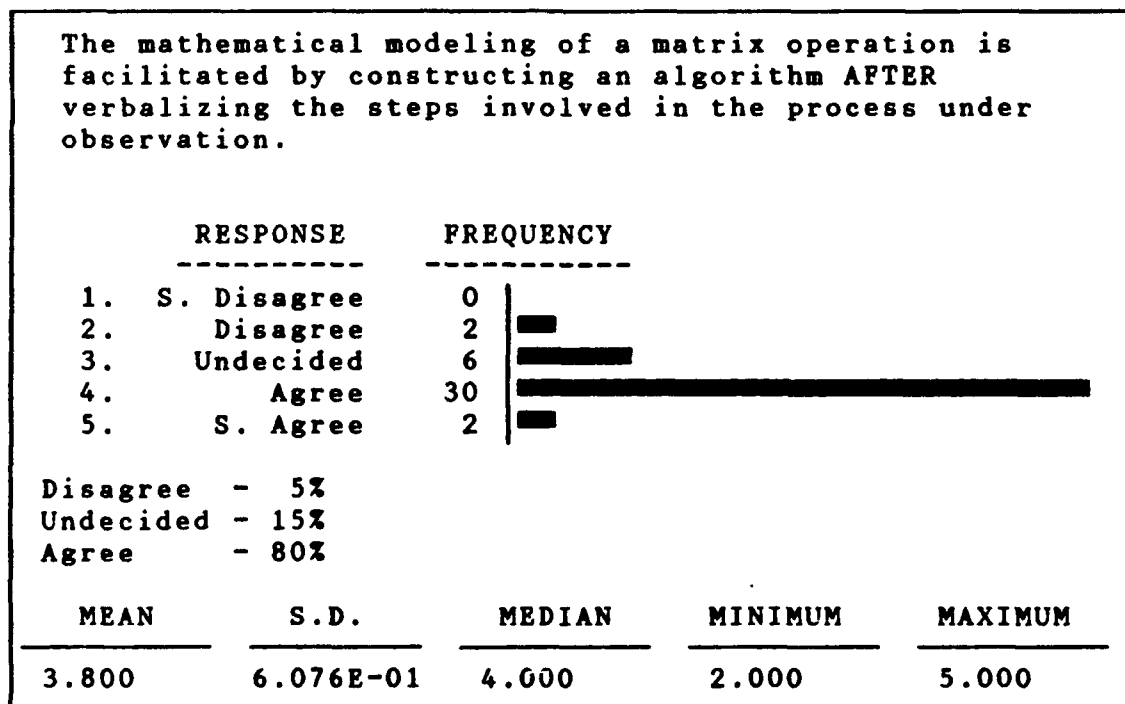 The mathematical modeling of a matrix operation is
facilitated by constructing an algorithm AFTER
verbalizing the steps involved in the process under
observation.
RESPONSE FREQUENCY
1. S. Disagree 0
2. Disagree 2
3. Undecided 6
4. Agree 30
5. S. Agree 2
Disagree - 5%
Undecided - 15%
Agree - 80%
MEAN S.D. MEDIAN MINIMUM MAXIMUM
3.800 6.076E-01 4.000 2.000 5.000